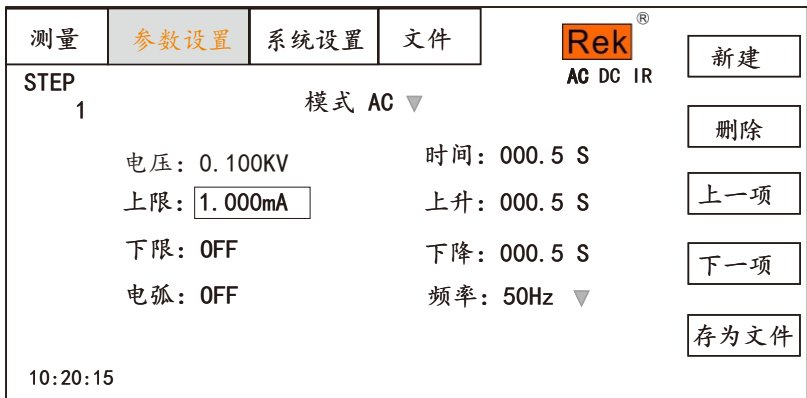 测量 参数设置 系统设置 文件
Rek®
AC DC IR
STEP
1
模式 AC ▼
电压: 0.100KV 时间: 000.5 S
上限: 1.000mA 上升: 000.5 S
下限: OFF 下降: 000.5 S
电弧: OFF 频率: 50Hz ▼
新建
删除
上一项
下一项
存为文件
10:20:15